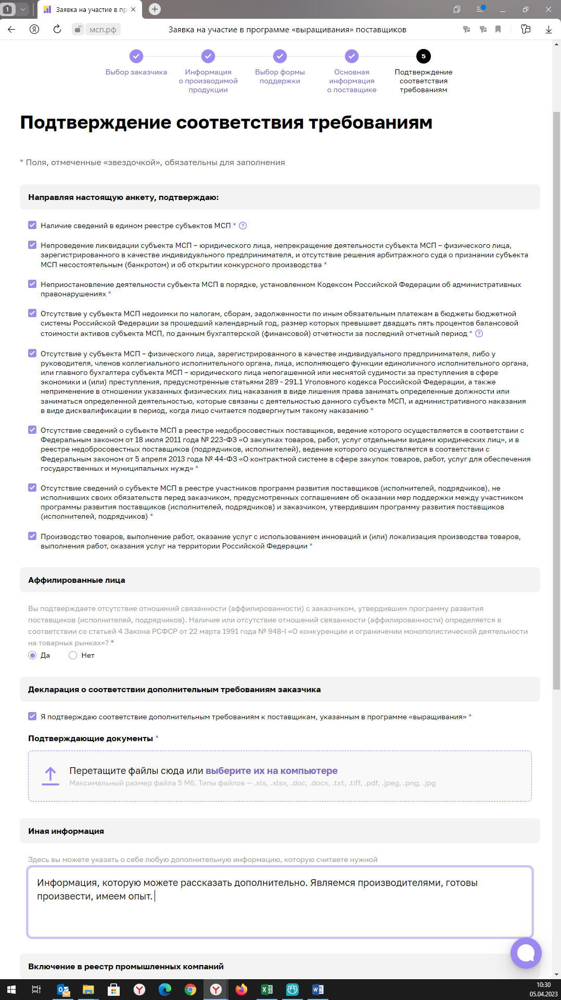 1
Заявка на участие в пр
мсп.рф
Заявка на участие в программе «выращивания» поставщиков
Выбор заказчика
Информация
о производимой
продукции
Выбор формы
поддержки
Основная
информация
о поставщике
5
Подтверждение
соответствия
требованиям
Подтверждение соответствия требованиям
* Поля, отмеченные «звездочкой», обязательны для заполнения
Направляя настоящую анкету, подтверждаю:
Наличие сведений в едином реестре субъектов МСП * ?
Непроведение ликвидации субъекта МСП – юридического лица, непрекращение деятельности субъекта МСП – физического лица,
зарегистрированного в качестве индивидуального предпринимателя, и отсутствие решения арбитражного суда о признании субъекта
МСП несостоятельным (банкротом) и об открытии конкурсного производства *
Неприостановление деятельности субъекта МСП в порядке, установленном Кодексом Российской Федерации об административных
правонарушениях *
Отсутствие у субъекта МСП недоимки по налогам, сборам, задолженности по иным обязательным платежам в бюджеты бюджетной
системы Российской Федерации за прошедший календарный год, размер которых превышает двадцать пять процентов балансовой
стоимости активов субъекта МСП, по данным бухгалтерской (финансовой) отчетности за последний отчетный период * ?
Отсутствие у субъекта МСП – физического лица, зарегистрированного в качестве индивидуального предпринимателя, либо у
руководителя, членов коллегиального исполнительного органа, лица, исполняющего функции единоличного исполнительного органа,
или главного бухгалтера субъекта МСП – юридического лица непогашенной или неснятой судимости за преступления в сфере
экономики и (или) преступления, предусмотренные статьями 289 - 291.1 Уголовного кодекса Российской Федерации, а также
неприменение в отношении указанных физических лиц наказания в виде лишения права занимать определенные должности или
заниматься определенной деятельностью, которые связаны с деятельностью данного субъекта МСП, и административного наказания
в виде дисквалификации в период, когда лицо считается подвергнутым такому наказанию *
Отсутствие сведений о субъекте МСП в реестре недобросовестных поставщиков, ведение которого осуществляется в соответствии с
Федеральным законом от 18 июля 2011 года № 223-ФЗ «О закупках товаров, работ, услуг отдельными видами юридических лиц», и в
реестре недобросовестных поставщиков (подрядчиков, исполнителей), ведение которого осуществляется в соответствии с
Федеральным законом от 5 апреля 2013 года № 44-ФЗ «О контрактной системе в сфере закупок товаров, работ, услуг для обеспечения
государственных и муниципальных нужд» *
Отсутствие сведений о субъекте МСП в реестре участников программ развития поставщиков (исполнителей, подрядчиков), не
исполнивших своих обязательств перед заказчиком, предусмотренных соглашением об оказании мер поддержки между участником
программы развития поставщиков (исполнителей, подрядчиков) и заказчиком, утвердившим программу развития поставщиков
(исполнителей, подрядчиков) *
Производство товаров, выполнение работ, оказание услуг с использованием инноваций и (или) локализация производства товаров,
выполнения работ, оказания услуг на территории Российской Федерации *
Аффилированные лица
Вы подтверждаете отсутствие отношений связанности (аффилированности) с заказчиком, утвердившим программу развития
поставщиков (исполнителей, подрядчиков). Наличие или отсутствие отношений связанности (аффилированности) определяется в
соответствии со статьей 4 Закона РСФСР от 22 марта 1991 года № 948-I «О конкуренции и ограничении монополистической деятельности
на товарных рынках»? *
Да Нет
Декларация о соответствии дополнительным требованиям заказчика
Я подтверждаю соответствие дополнительным требованиям к поставщикам, указанным в программе «выращивания» *
Подтверждающие документы *
Перетащите файлы сюда или выберите их на компьютере
Максимальный размер файла 5 Мб. Типы файлов — .xls, .xlsx, .doc, .docx, .txt, .tiff, .pdf, .jpeg, .png, .jpg
Иная информация
Здесь вы можете указать о себе любую дополнительную информацию, которую считаете нужной
Информация, которую можете рассказать дополнительно. Являемся производителями, готовы
произвести, имеем опыт.
Включение в реестр промышленных компаний
10:30
05.04.2023